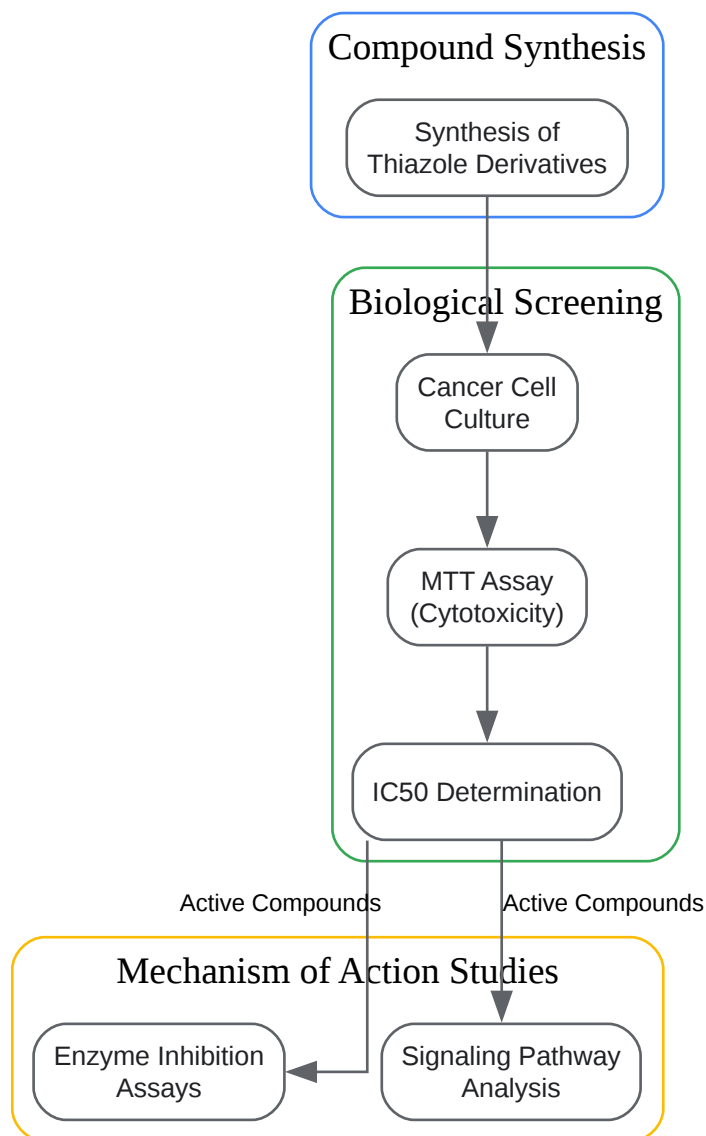 Compound Synthesis
Synthesis of
Thiazole Derivatives
Biological Screening
Cancer Cell
Culture
MTT Assay
(Cytotoxicity)
IC50 Determination
Active Compounds
Active Compounds
Mechanism of Action Studies
Enzyme Inhibition
Assays
Signaling Pathway
Analysis